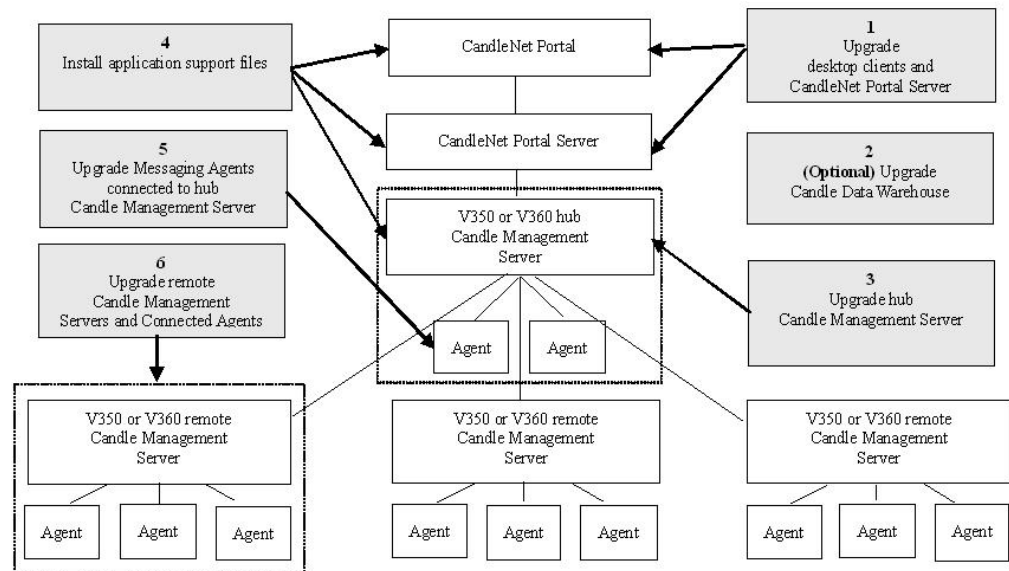 4
Install application support files
CandleNet Portal
1
Upgrade
desktop clients and
CandleNet Portal Server
5
Upgrade Messaging Agents
connected to hub
Candle Management Server
CandleNet Portal Server
2
(Optional) Upgrade
Candle Data Warehouse
6
Upgrade remote
Candle Management
Servers and Connected Agents
V350 or V360 hub
Candle Management
Server
3
Upgrade hub
Candle Management Server
Agent
Agent
V350 or V360 remote
Candle Management
Server
V350 or V360 remote
Candle Management
Server
V350 or V360 remote
Candle Management
Server
Agent
Agent
Agent
Agent
Agent
Agent
Agent
Agent
Agent